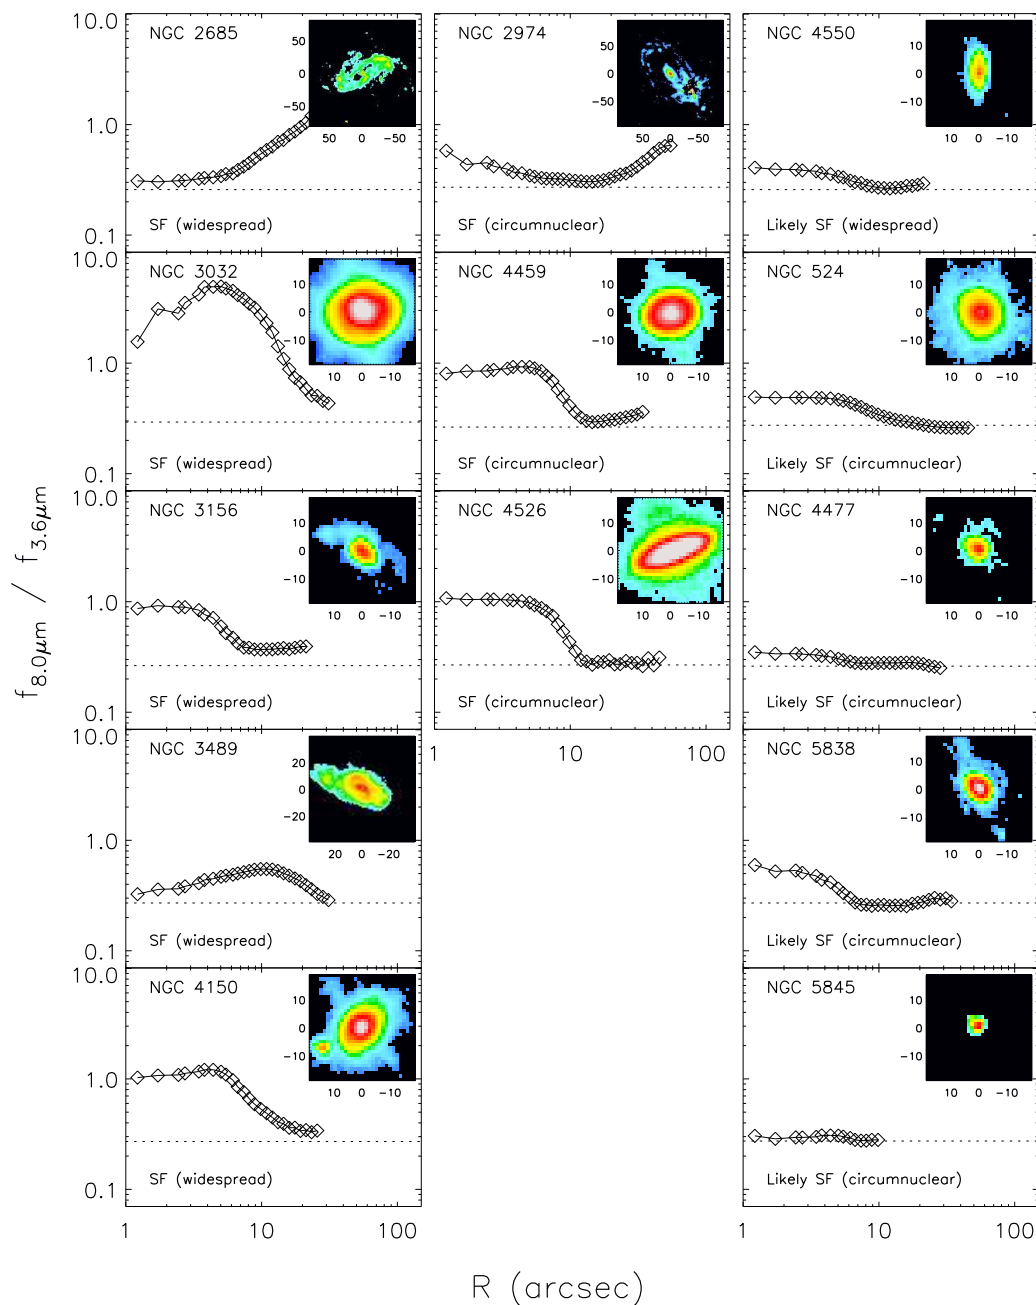 f8.0μm / f3.6μm
10.0
1.0
0.1
NGC 2685
50
0
−50
50 0 −50
SF (widespread)
NGC 2974
50
0
−50
50 0 −50
SF (circumnuclear)
NGC 4550
10
0
−10
10 0 −10
Likely SF (widespread)
10.0
1.0
0.1
NGC 3032
10
0
−10
10 0 −10
SF (widespread)
NGC 4459
10
0
−10
10 0 −10
SF (circumnuclear)
NGC 524
10
0
−10
10 0 −10
Likely SF (circumnuclear)
10.0
1.0
0.1
NGC 3156
10
0
−10
10 0 −10
SF (widespread)
NGC 4526
10
0
−10
10 0 −10
SF (circumnuclear)
1 10 100
NGC 4477
10
0
−10
10 0 −10
Likely SF (circumnuclear)
10.0
1.0
0.1
NGC 3489
20
0
−20
20 0 −20
SF (widespread)
NGC 5838
10
0
−10
10 0 −10
Likely SF (circumnuclear)
10.0
1.0
0.1
NGC 4150
10
0
−10
10 0 −10
SF (widespread)
1 10 100
NGC 5845
10
0
−10
10 0 −10
Likely SF (circumnuclear)
1 10 100
R (arcsec)